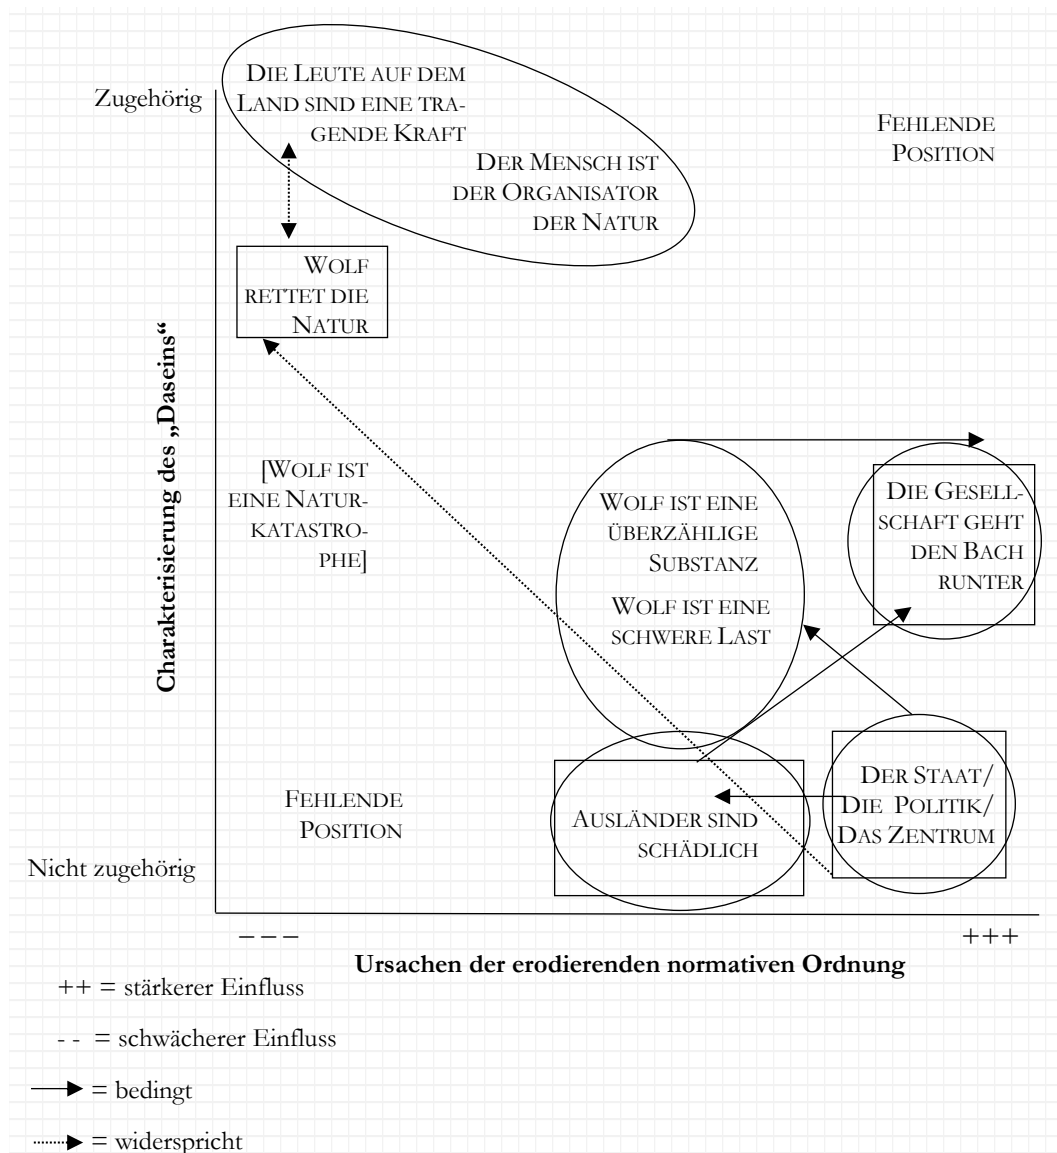 DIE LEUTE AUF DEM
LAND SIND EINE TRA-
GENDE KRAFT
Zugehörig
FEHLENDE
POSITION
DER MENSCH IST
DER ORGANISATOR
DER NATUR
WOLF
RETTET DIE
NATUR
Charakterisierung des „Daseins“
[WOLF IST
EINE NATUR-
KATASTRO-
PHE]
WOLF IST EINE
ÜBERZÄHLIGE
SUBSTANZ
WOLF IST EINE
SCHWERE LAST
DIE GESELL-
SCHAFT GEHT
DEN BACH
RUNTER
FEHLENDE
POSITION
AUSLÄNDER SIND
SCHÄDLICH
DER STAAT/
DIE POLITIK/
DAS ZENTRUM
Nicht zugehörig
– – –
+++
Ursachen der erodierenden normativen Ordnung
++ = stärkerer Einfluss
- - = schwächerer Einfluss
= bedingt
= widerspricht